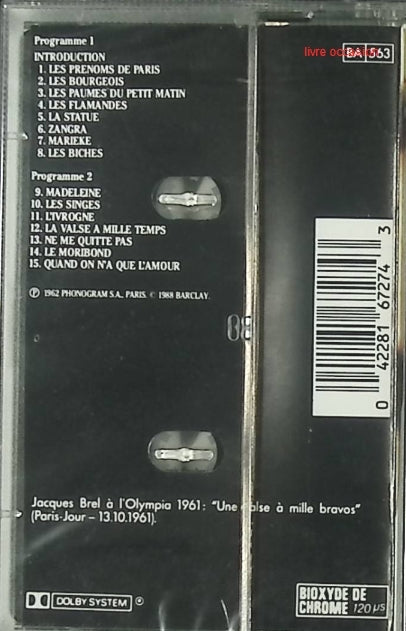 Programme 1
INTRODUCTION
1. LES PRENOMS DE PARIS
2. LES BOURGEOIS
3. LES PAUMES DU PETIT MATIN
4. LES FLAMANDES
5. LA STATUE
6. ZANGRA
7. MARIEKE
8. LES BICHES
Programme 2
9. MADELEINE
10. LES SINGES
11. L'IVROGNE
12. LA VALSE A MILLE TEMPS
13. NE ME QUITTE PAS
14. LE MORIBOND
15. QUAND ON N'A QUE L'AMOUR
℗ 1962 PHONOGRAM S.A., PARIS. © 1988 BARCLAY.
Jacques Brel à l'Olympia 1961: "Une alse à mille bravos"
(Paris-Jour – 13.10.1961).
DOLBY SYSTEM ®
livre occasion
BA 563
0 42281 67274 3
BIOXYDE DE
CHROME 120 µs